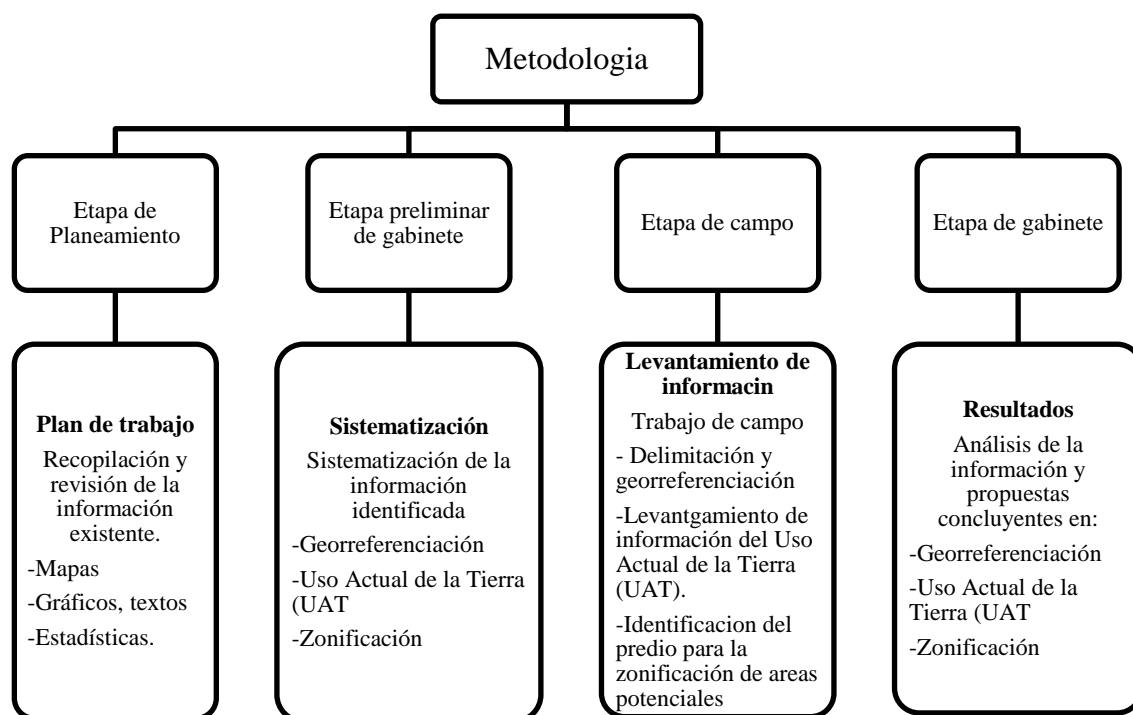 Metodologia
Etapa de
Planeamiento
Etapa preliminar
de gabinete
Etapa de campo
Etapa de gabinete
Plan de trabajo
Recopilación y
revisión de la
información
existente.
-Mapas
-Gráficos, textos
-Estadísticas.
Sistematización
Sistematización de la
información
identificada
-Georreferenciación
-Uso Actual de la Tierra
(UAT
-Zonificación
Levantamiento de
informacin
Trabajo de campo
- Delimitación y
georreferenciación
-Levantgamiento de
información del Uso
Actual de la Tierra
(UAT).
-Identificacion del
predio para la
zonificación de areas
potenciales
Resultados
Análisis de la
información y
propuestas
concluyentes en:
-Georreferenciación
-Uso Actual de la
Tierra (UAT
-Zonificación